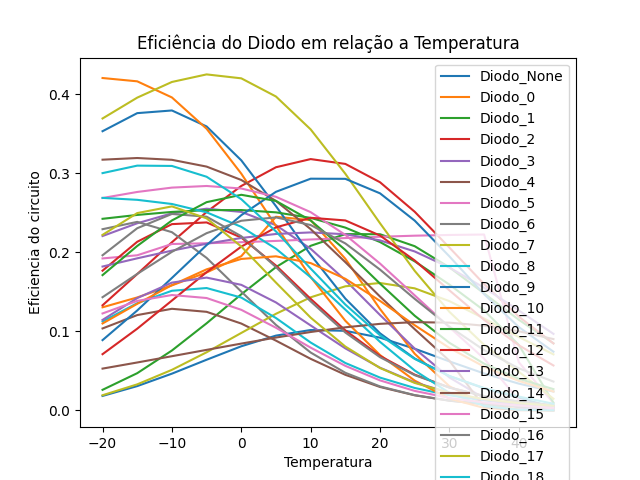 Eficiência do Diodo em relação a Temperatura
Eficiencia do circuito
0.4
0.3
0.2
0.1
0.0
−20
−10
0
10
20
30
40
Temperatura
Diodo_None
Diodo_0
Diodo_1
Diodo_2
Diodo_3
Diodo_4
Diodo_5
Diodo_6
Diodo_7
Diodo_8
Diodo_9
Diodo_10
Diodo_11
Diodo_12
Diodo_13
Diodo_14
Diodo_15
Diodo_16
Diodo_17
Diodo_18